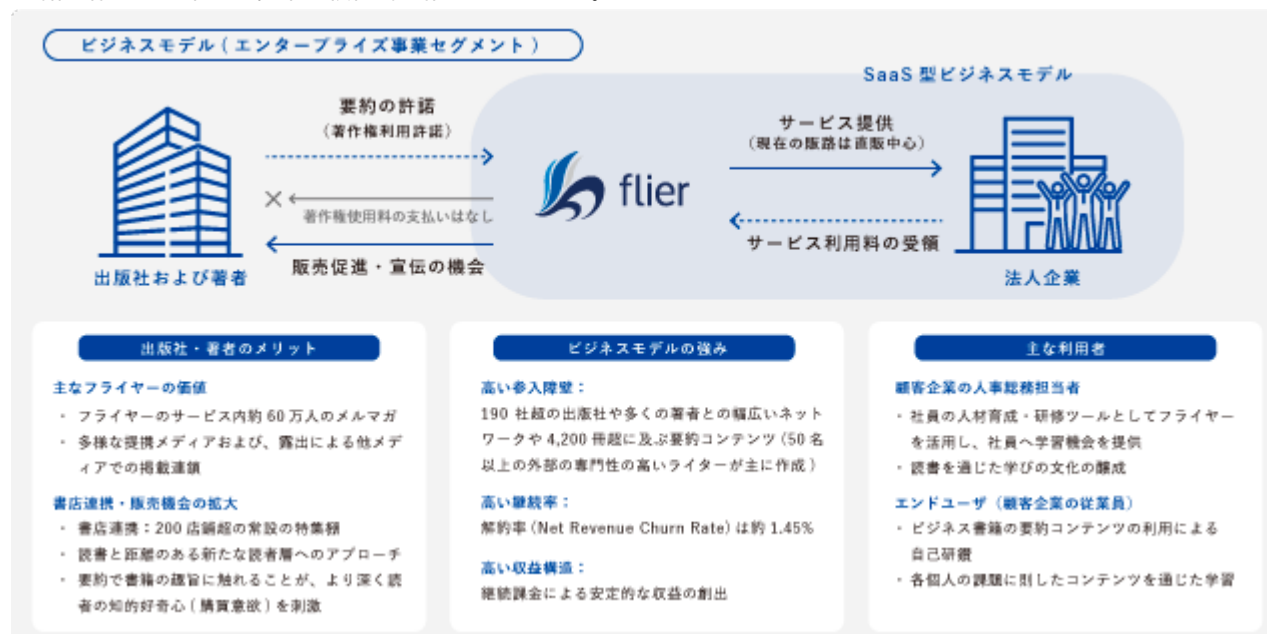 ビジネスモデル(エンタープライズ事業セグメント)
SaaS型ビジネスモデル
要約の許諾
(著作権利用許諾)
著作権使用料の支払いはなし
販売促進・宣伝の機会
出版社および著者
flier
サービス提供
(現在の販路は直販中心)
サービス利用料の受領
法人企業
出版社・著者のメリット
主なフライヤーの価値
・ フライヤーのサービス内約60万人のメルマガ
・ 多様な提携メディアおよび、露出による他メデ
ィアでの掲載連鎖
書店連携・販売機会の拡大
・ 書店連携:200店舗超の常設の特集棚
・ 読書と距離のある新たな読者層へのアプローチ
・ 要約で書籍の趣旨に触れることが、より深く読
者の知的好奇心(購買意欲)を刺激
ビジネスモデルの強み
高い参入障壁:
190社超の出版社や多くの著者との幅広いネット
ワークや4,200冊超に及ぶ要約コンテンツ(50名
以上の外部の専門性の高いライターが主に作成)
高い継続率:
解約率(Net Revenue Churn Rate)は約1.45%
高い収益構造:
継続課金による安定的な収益の創出
主な利用者
顧客企業の人事総務担当者
・ 社員の人材育成・研修ツールとしてフライヤー
を活用し、社員へ学習機会を提供
・ 読書を通じた学びの文化の醸成
エンドユーザ(顧客企業の従業員)
・ ビジネス書籍の要約コンテンツの利用による
自己研鑽
・ 各個人の課題に則したコンテンツを通じた学習